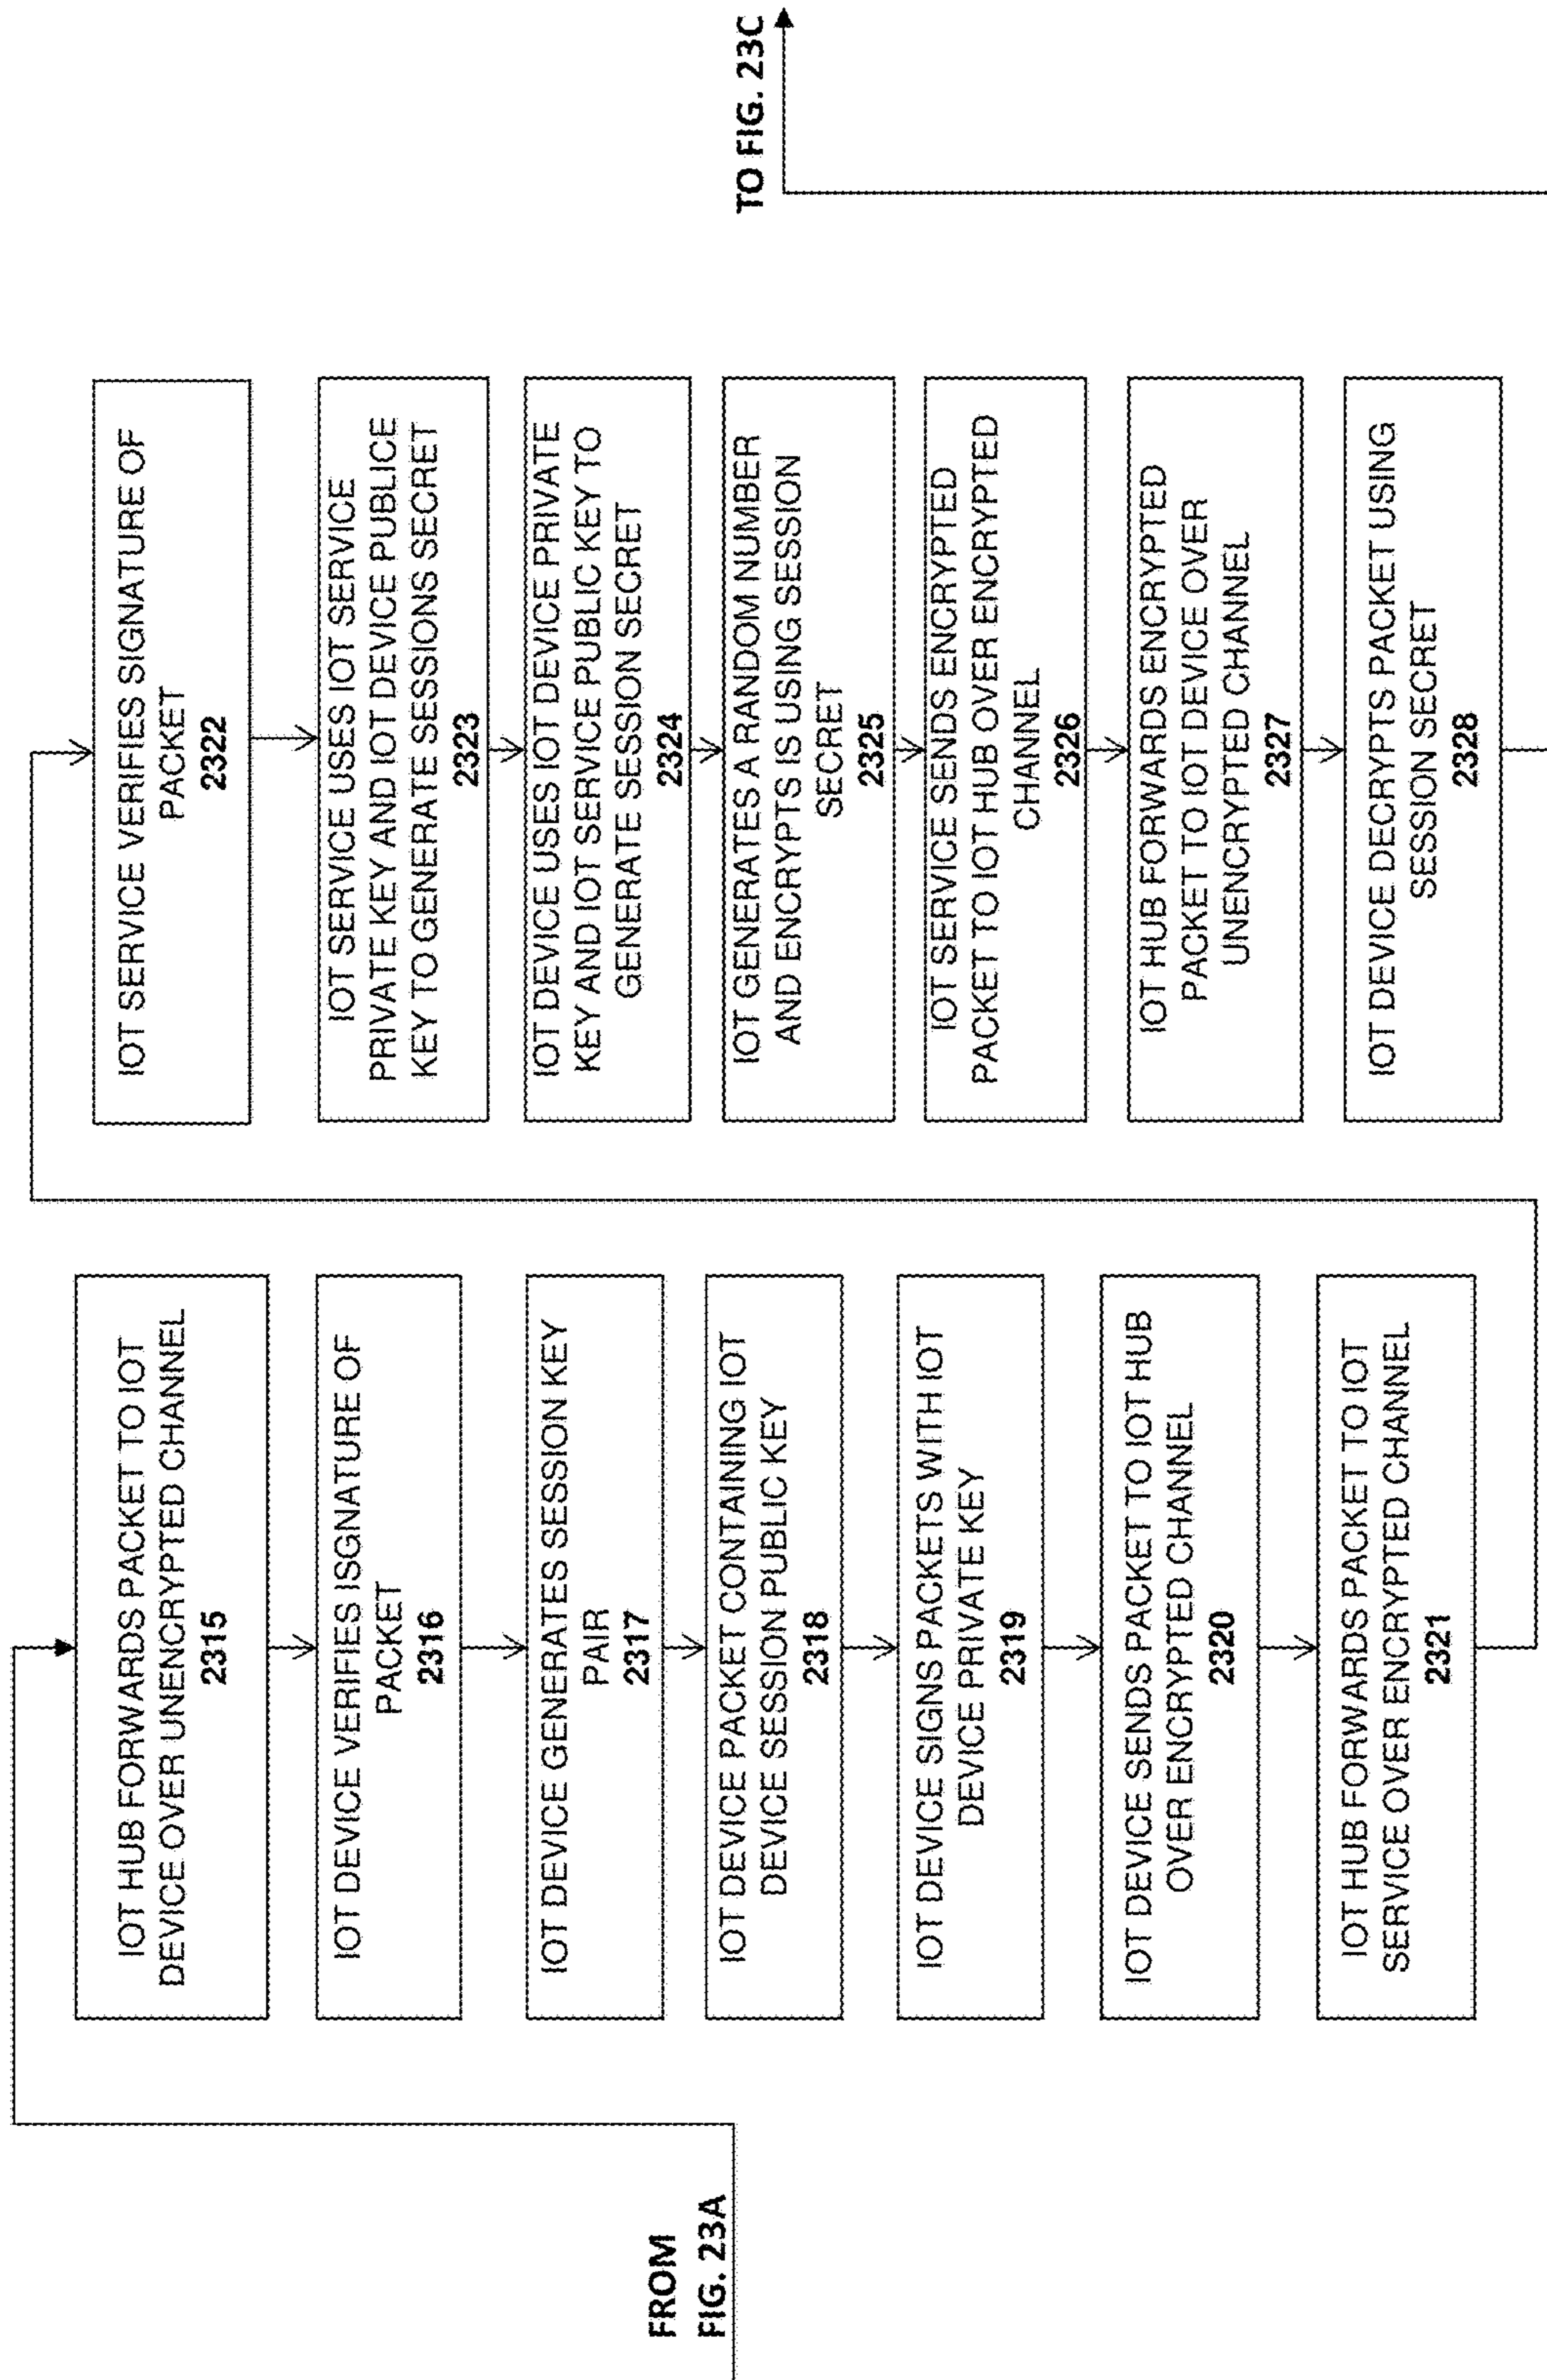 FROM
FIG. 23A
IOT HUB FORWARDS PACKET TO IOT
DEVICE OVER UNENCRYPTED CHANNEL
2315
IOT DEVICE VERIFIES ISGNATURE OF
PACKET
2316
IOT DEVICE GENERATES SESSION KEY
PAIR
2317
IOT DEVICE PACKET CONTAINING IOT
DEVICE SESSION PUBLIC KEY
2318
IOT DEVICE SIGNS PACKETS WITH IOT
DEVICE PRIVATE KEY
2319
IOT DEVICE SENDS PACKET TO IOT HUB
OVER ENCRYPTED CHANNEL
2320
IOT HUB FORWARDS PACKET TO IOT
SERVICE OVER ENCRYPTED CHANNEL
2321
IOT SERVICE VERIFIES SIGNATURE OF
PACKET
2322
IOT SERVICE USES IOT SERVICE
PRIVATE KEY AND IOT DEVICE PUBLICE
KEY TO GENERATE SESSIONS SECRET
2323
IOT DEVICE USES IOT DEVICE PRIVATE
KEY AND IOT SERVICE PUBLIC KEY TO
GENERATE SESSION SECRET
2324
IOT GENERATES A RANDOM NUMBER
AND ENCRYPTS IS USING SESSION
SECRET
2325
IOT SERVICE SENDS ENCRYPTED
PACKET TO IOT HUB OVER ENCRYPTED
CHANNEL
2326
IOT HUB FORWARDS ENCRYPTED
PACKET TO IOT DEVICE OVER
UNENCRYPTED CHANNEL
2327
IOT DEVICE DECRYPTS PACKET USING
SESSION SECRET
2328
TO FIG. 23C